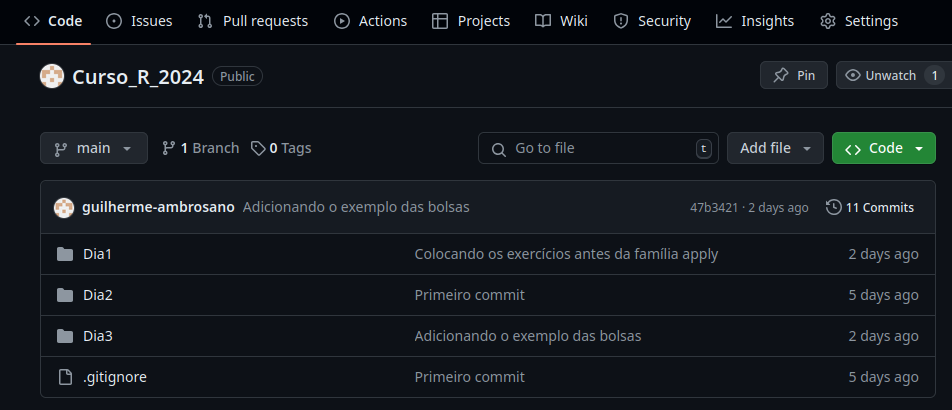 Code Issues Pull requests Actions Projects Wiki Security Insights Settings
Curso_R_2024 Public Pin Unwatch 1
main 1 Branch 0 Tags Go to file t Add file Code
guilherme-ambrosano Adicionando o exemplo das bolsas 47b3421 · 2 days ago 11 Commits
Dia1 Colocando os exercícios antes da família apply 2 days ago
Dia2 Primeiro commit 5 days ago
Dia3 Adicionando o exemplo das bolsas 2 days ago
.gitignore Primeiro commit 5 days ago